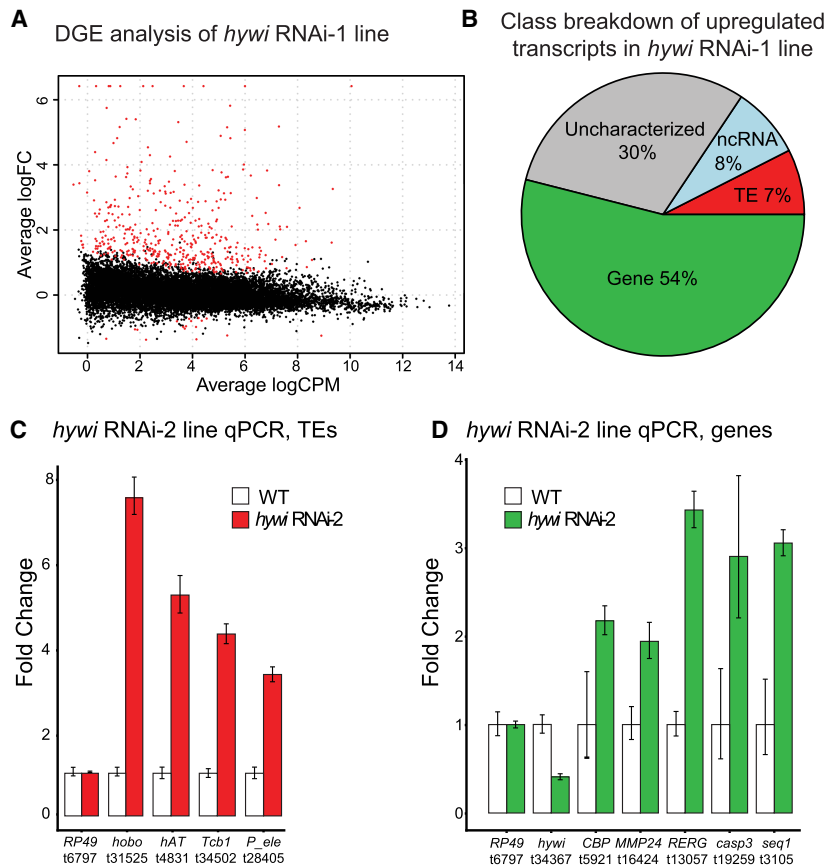 A
DGE analysis of hywi RNAi-1 line
Average logFC
6
4
2
0
0 2 4 6 8 10 12 14
Average logCPM
B
Class breakdown of upregulated
transcripts in hywi RNAi-1 line
Uncharacterized
30%
ncRNA
8%
TE 7%
Gene 54%
C
hywi RNAi-2 line qPCR, TEs
Fold Change
8
6
4
2
0
WT
hywi RNAi-2
RP49 hobo hAT Tcb1 P_ele
t6797 t31525 t4831 t34502 t28405
D
hywi RNAi-2 line qPCR, genes
Fold Change
4
3
2
1
0
WT
hywi RNAi-2
RP49 hywi CBP MMP24 RERG casp3 seq1
t6797 t34367 t5921 t16424 t13057 t19259 t3105